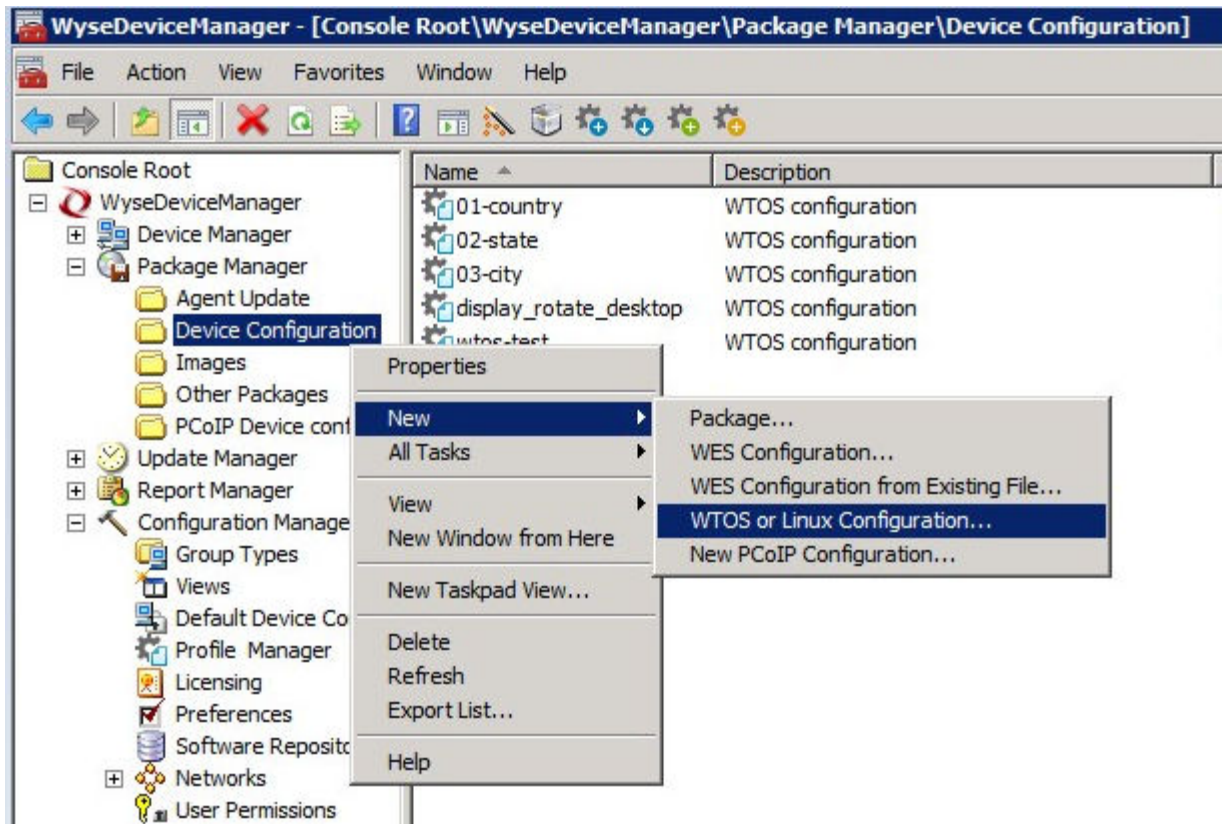 WyseDeviceManager - [Console Root\WyseDeviceManager\Package Manager\Device Configuration]
File Action View Favorites Window Help
Console Root
WyseDeviceManager
Device Manager
Package Manager
Agent Update
Device Configuration
Images
Other Packages
PCoIP Device conf
Update Manager
Report Manager
Configuration Manage
Group Types
Views
Default Device Co
Profile Manager
Licensing
Preferences
Software Reposito
Networks
User Permissions
Name Description
01-country WTOS configuration
02-state WTOS configuration
03-city WTOS configuration
display_rotate_desktop WTOS configuration
wtos-test WTOS configuration
Properties
New
All Tasks
View
New Window from Here
New Taskpad View...
Delete
Refresh
Export List...
Help
Package...
WES Configuration...
WES Configuration from Existing File...
WTOS or Linux Configuration...
New PCoIP Configuration...